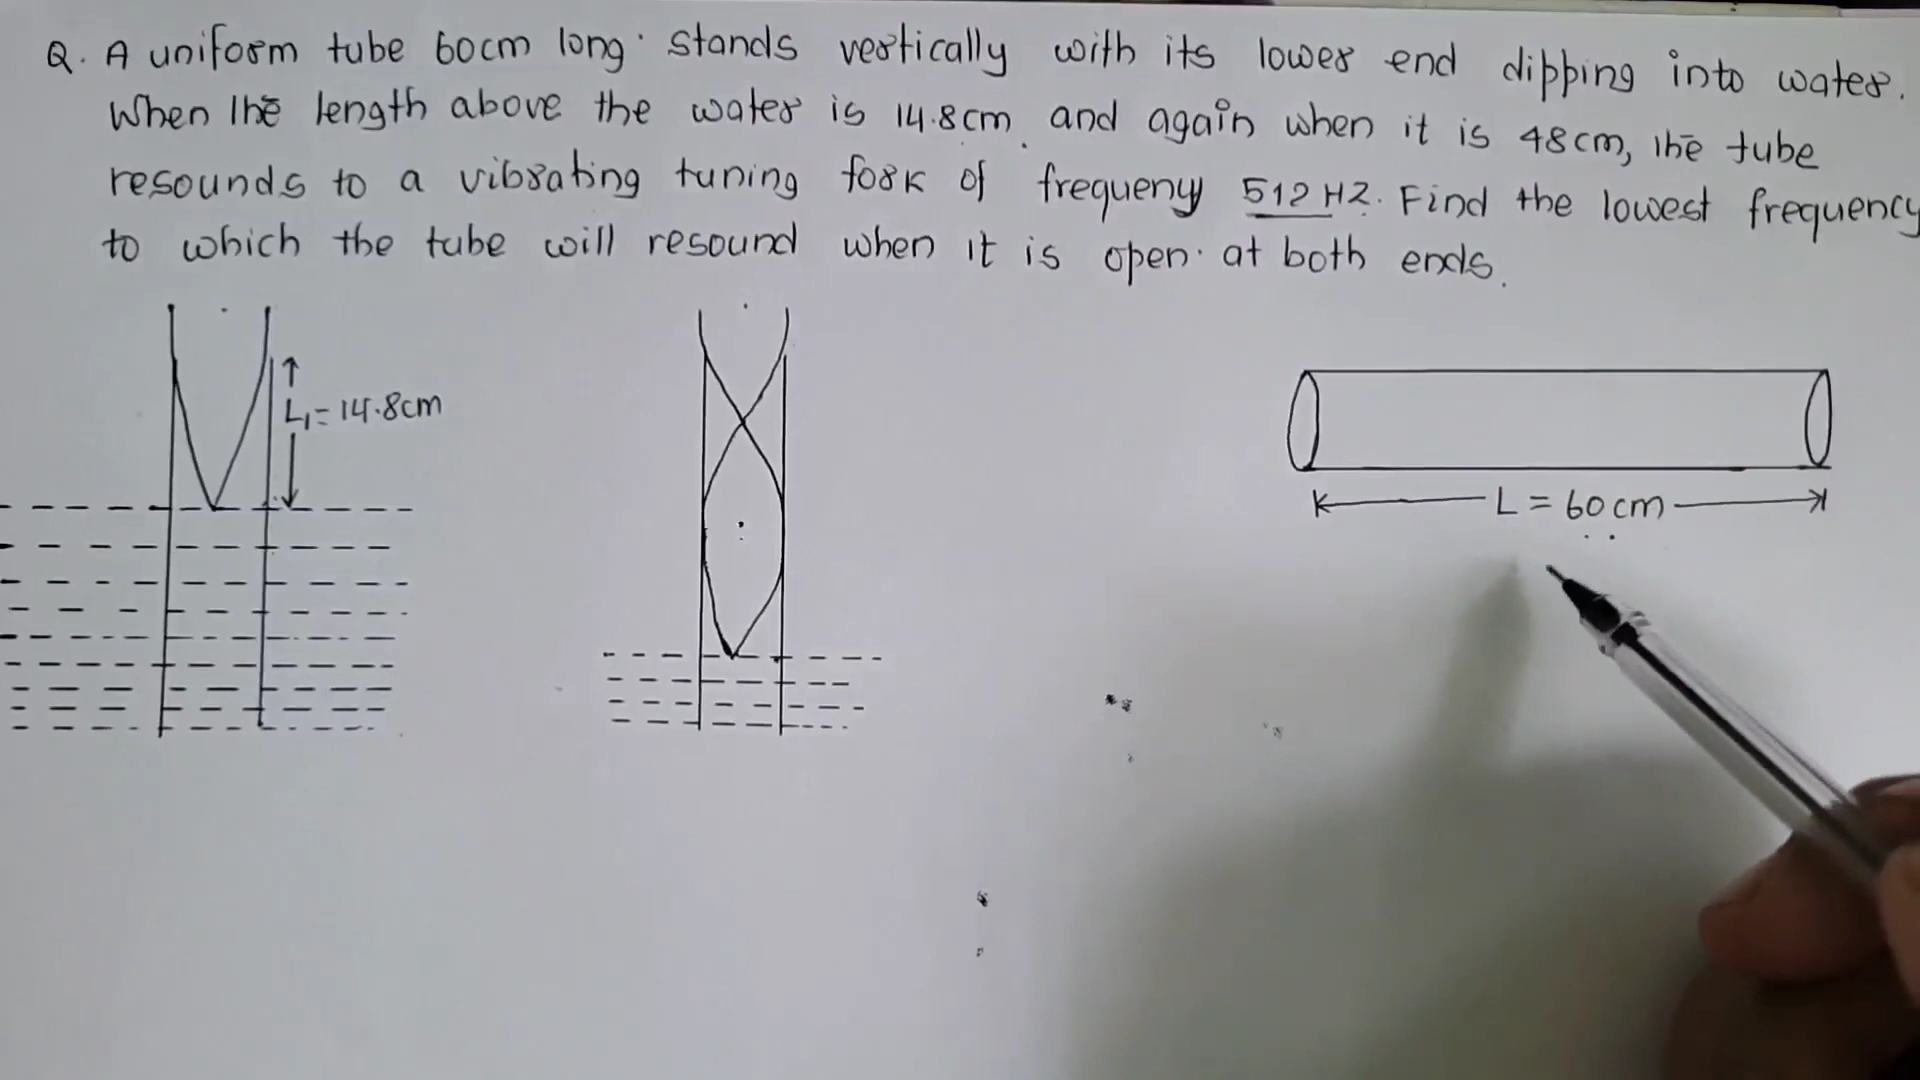 Q. A uniform tube 60cm long stands vertically with its lower end dipping into water.
When the length above the water is 14.8cm and again when it is 48cm, the tube
resounds to a vibrating tuning fork of frequeny 512 HZ. Find the lowest frequency
to which the tube will resound when it is open at both ends.
L₁ = 14.8cm
L = 60cm